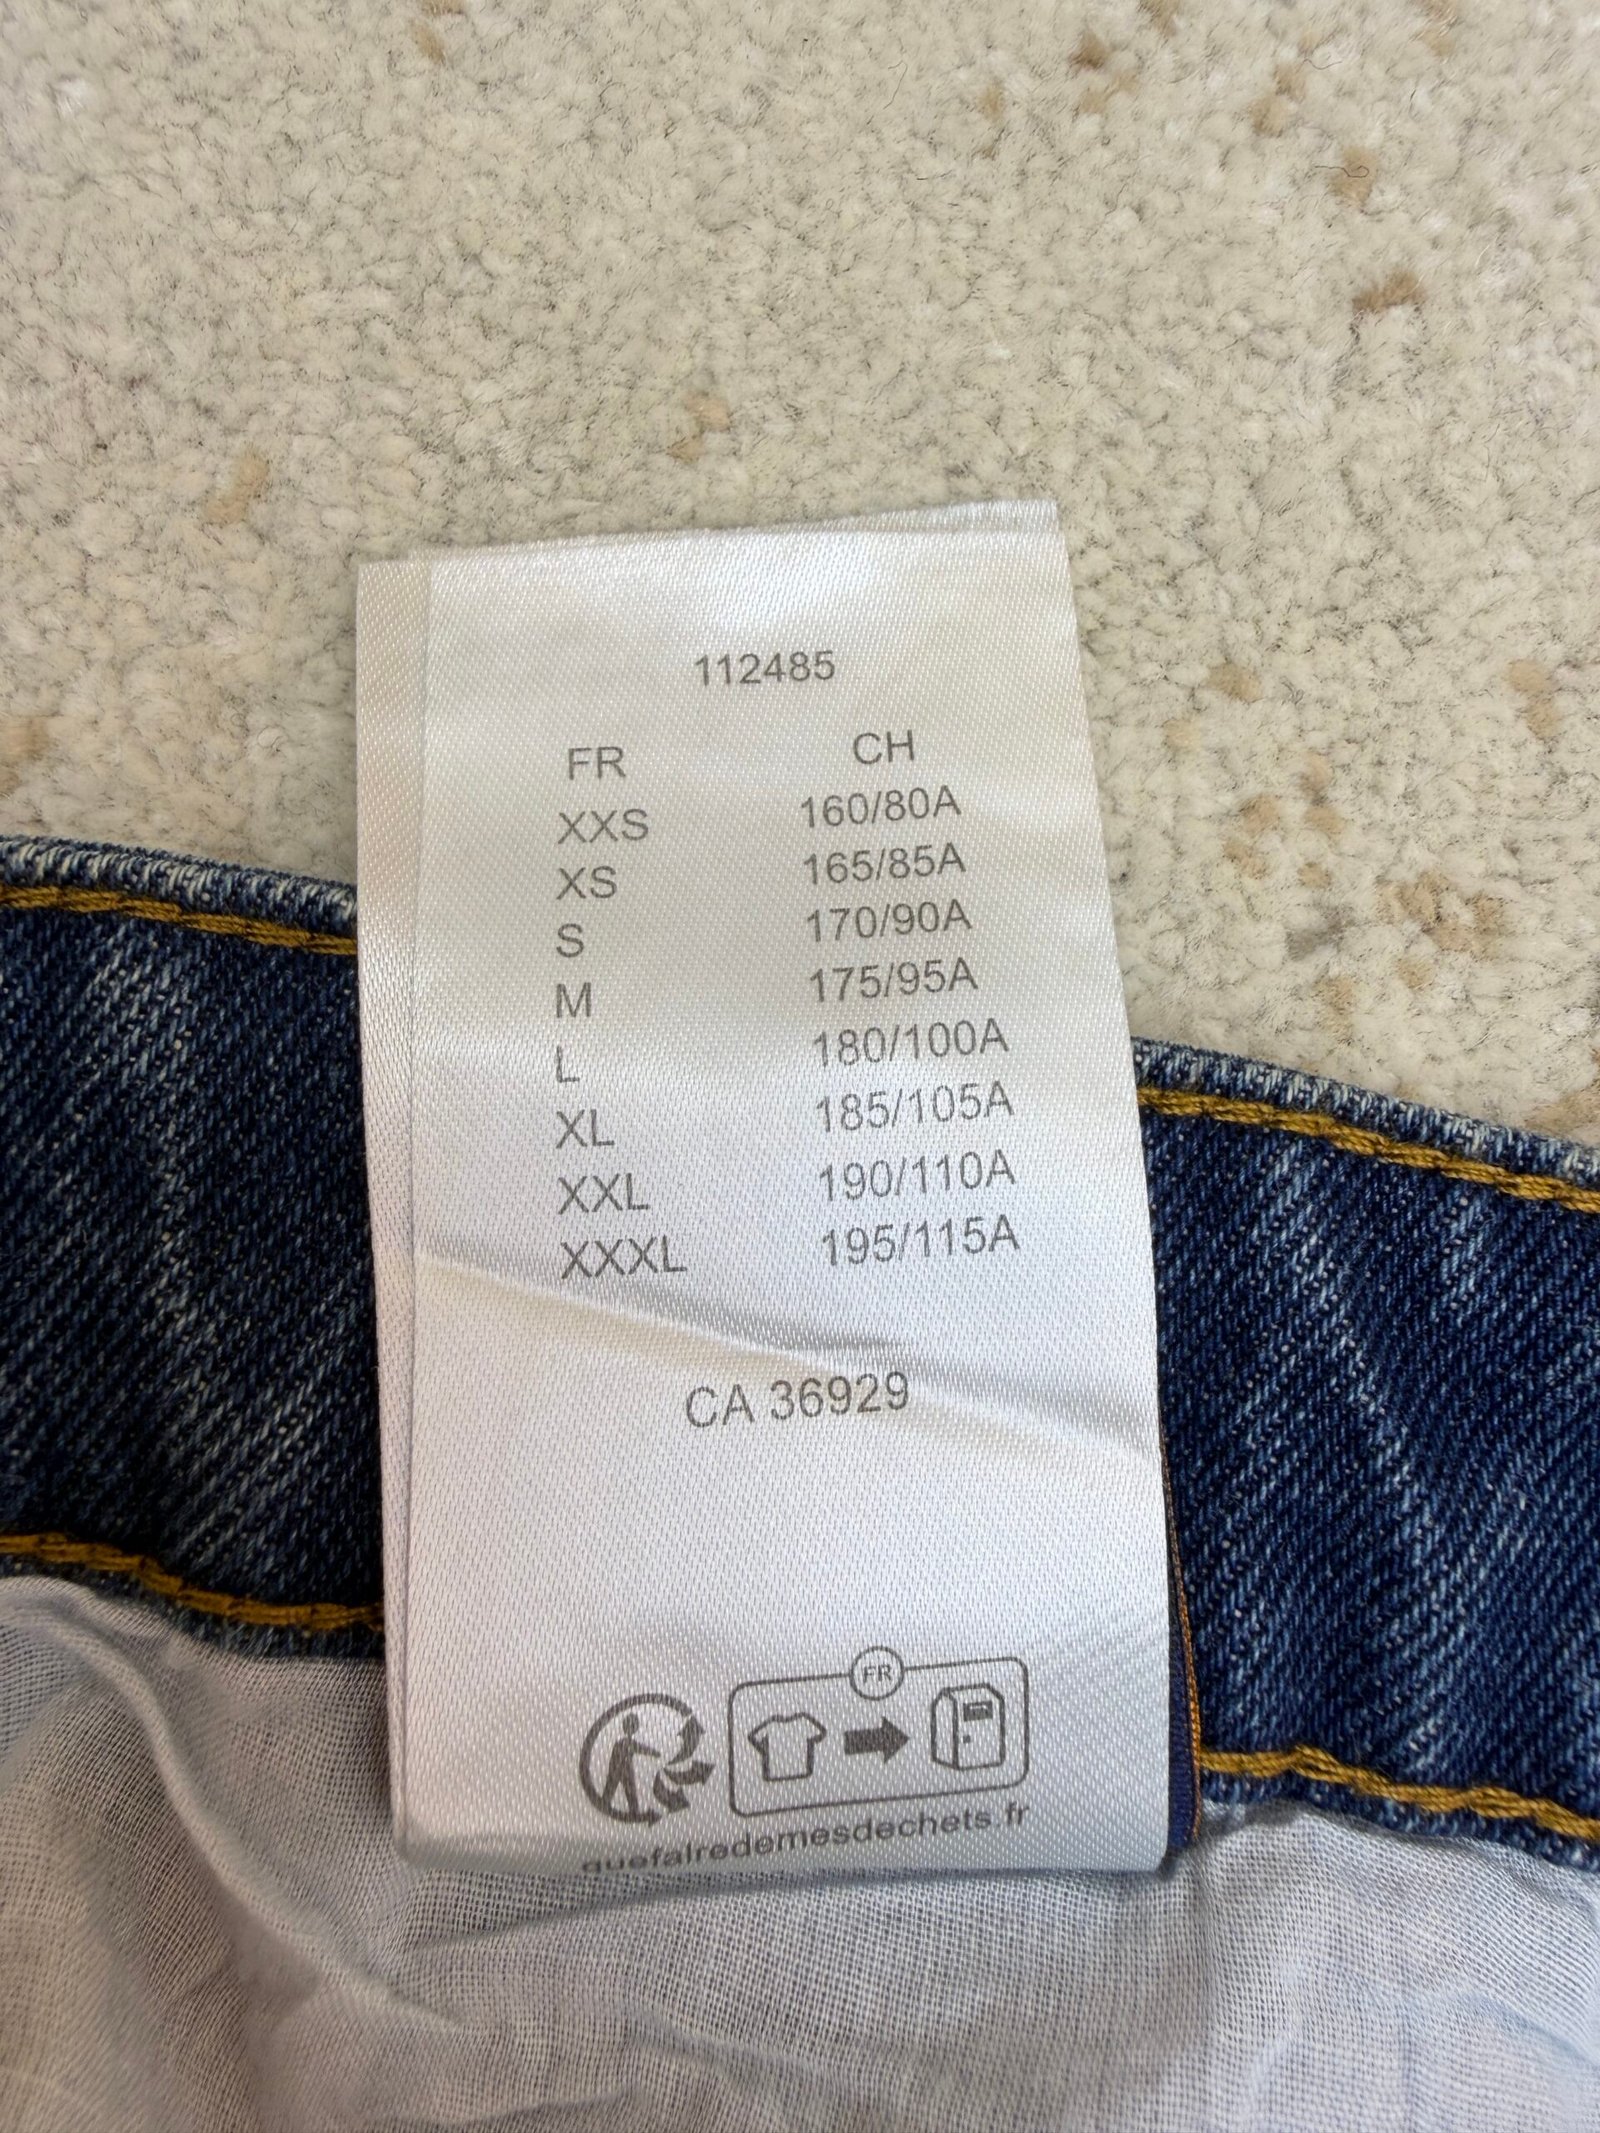 112485
FR CH
XXS 160/80A
XS 165/85A
S 170/90A
M 175/95A
L 180/100A
XL 185/105A
XXL 190/110A
XXXL 195/115A
CA 36929
FR
quefairedemesdechets.fr